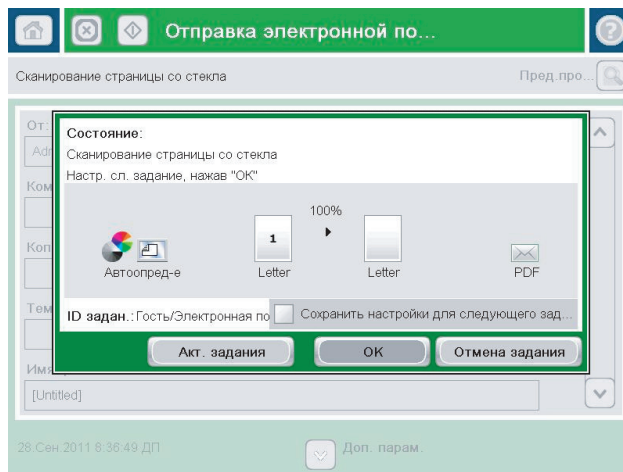 Отправка электронной по...
Сканирование страницы со стекла
Пред.про...
От:
Состояние:
Сканирование страницы со стекла
Настр. сл. задание, нажав "ОК"
100%
1
Автоопред-е
Letter
Letter
PDF
ID задан.:Гость/Электронная по
Сохранить настройки для следующего зад...
Акт. задания
ОК
Отмена задания
[Untitled]
28 Сен 2011 8:36:49 ДП
Доп. парам.